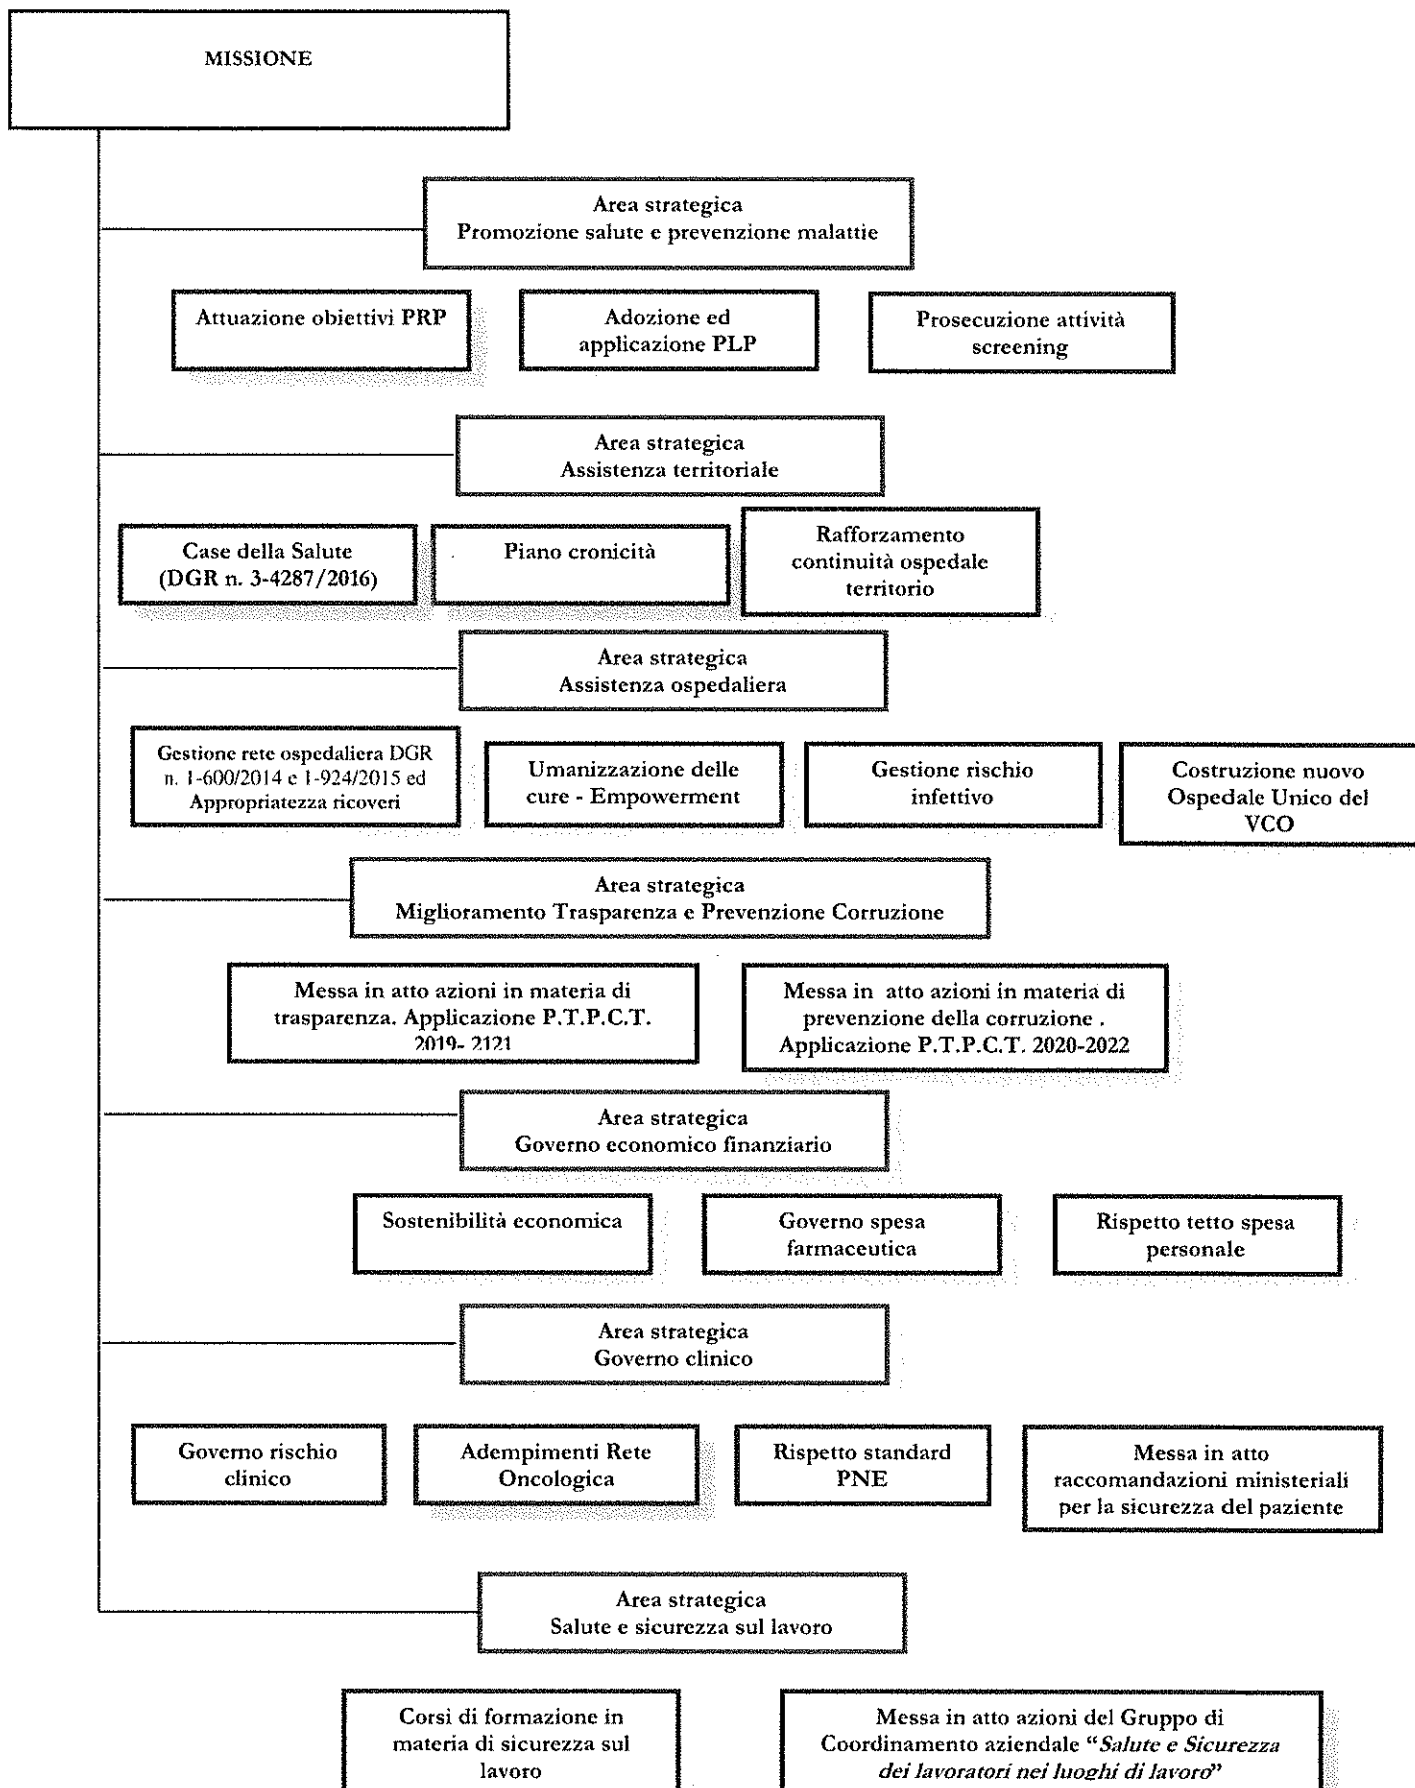 MISSIONE
Area strategica
Promozione salute e prevenzione malattie
Attuazione obiettivi PRP
Adozione ed
applicazione PLP
Prosecuzione attività
screening
Area strategica
Assistenza territoriale
Case della Salute
(DGR n. 3-4287/2016)
Piano cronicità
Rafforzamento
continuità ospedale
territorio
Area strategica
Assistenza ospedaliera
Gestione rete ospedaliera DGR
n. 1-600/2014 e 1-924/2015 ed
Appropriatezza ricoveri
Umanizzazione delle
cure - Empowerment
Gestione rischio
infettivo
Costruzione nuovo
Ospedale Unico del
VCO
Area strategica
Miglioramento Trasparenza e Prevenzione Corruzione
Messa in atto azioni in materia di
trasparenza. Applicazione P.T.P.C.T.
2019- 2121
Messa in atto azioni in materia di
prevenzione della corruzione .
Applicazione P.T.P.C.T. 2020-2022
Area strategica
Governo economico finanziario
Sostenibilità economica
Governo spesa
farmaceutica
Rispetto tetto spesa
personale
Area strategica
Governo clinico
Governo rischio
clinico
Adempimenti Rete
Oncologica
Rispetto standard
PNE
Messa in atto
raccomandazioni ministeriali
per la sicurezza del paziente
Area strategica
Salute e sicurezza sul lavoro
Corsi di formazione in
materia di sicurezza sul
lavoro
Messa in atto azioni del Gruppo di
Coordinamento aziendale “Salute e Sicurezza
dei lavoratori nei luoghi di lavoro”